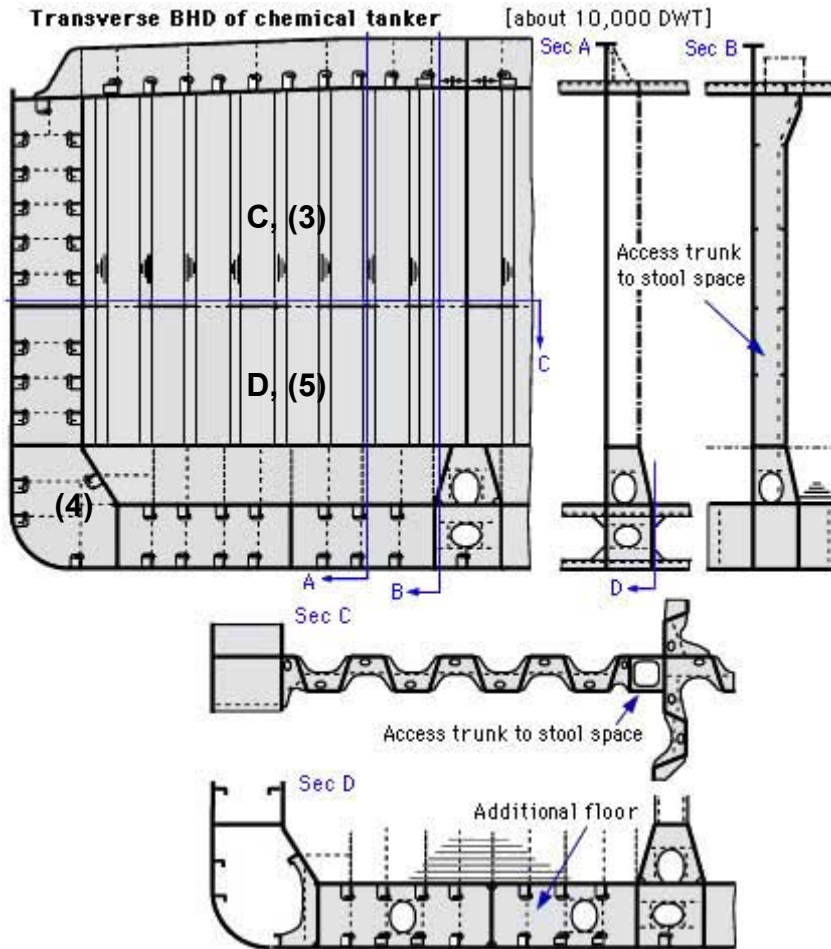 Transverse BHD of chemical tanker [about 10,000 DWT]
Sec A
Sec B
C, (3)
Access trunk
to stool space
C
D, (5)
(4)
A
B
D
Sec C
Access trunk to stool space
Sec D
Additional floor